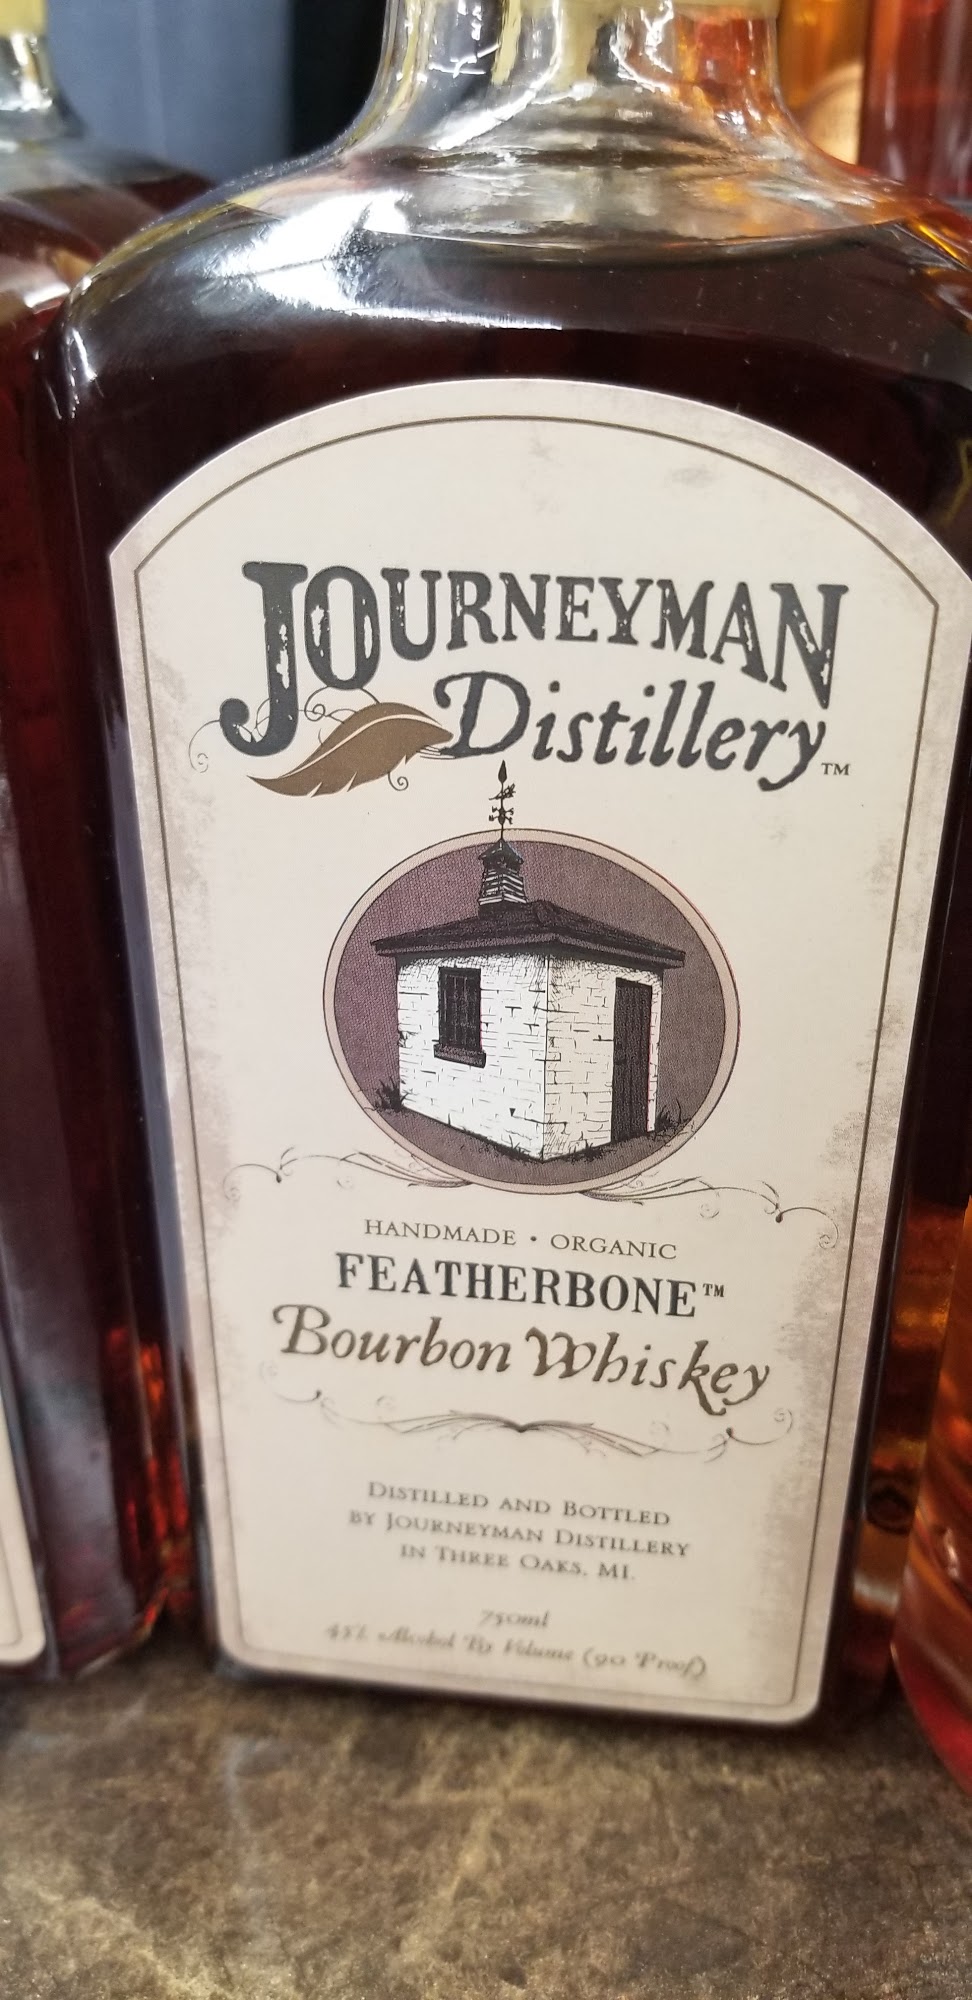 JOURNEYMAN
Distillery™
HANDMADE • ORGANIC
FEATHERBONE™
Bourbon Whiskey
DISTILLED AND BOTTLED
BY JOURNEYMAN DISTILLERY
IN THREE OAKS, MI.
750ml
45% Alcohol By Volume (90 Proof)